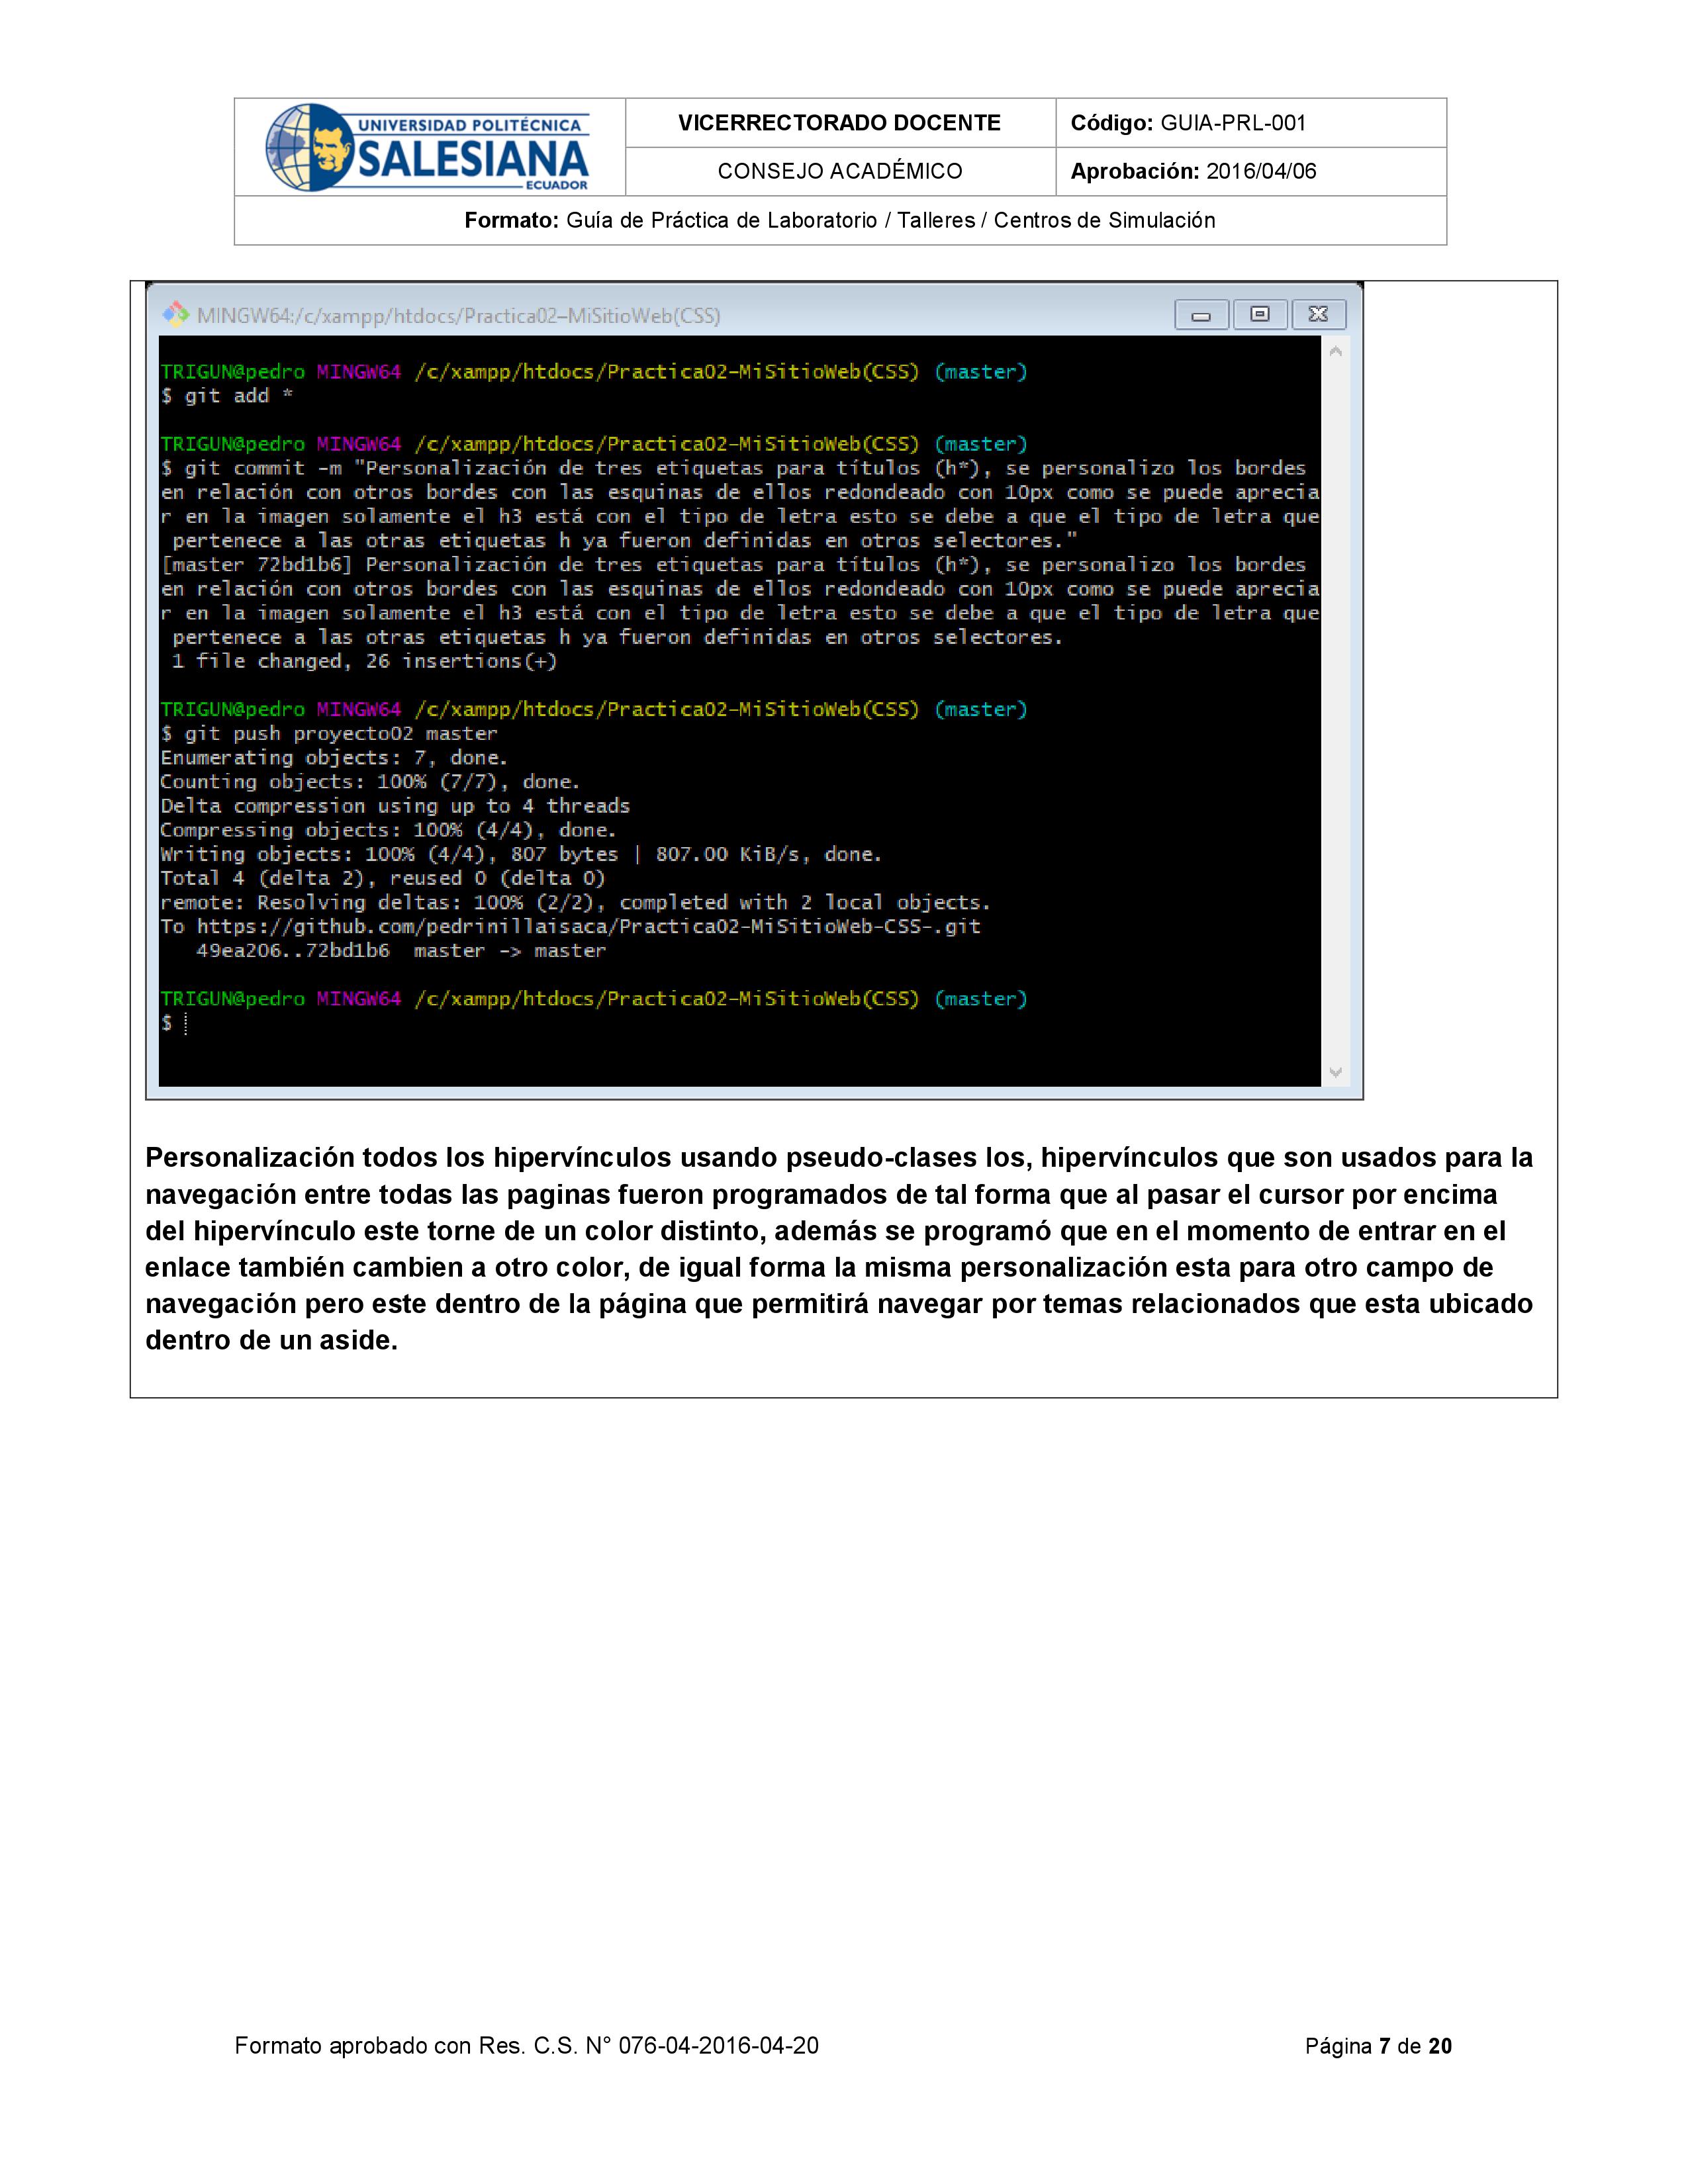 UNIVERSIDAD POLITÉCNICA
SALESIANA
ECUADOR
VICERRECTORADO DOCENTE
Código: GUIA-PRL-001
CONSEJO ACADÉMICO
Aprobación: 2016/04/06
Formato: Guía de Práctica de Laboratorio / Talleres / Centros de Simulación
MINGW64:/c/xampp/htdocs/Practica02–MiSitioWeb(CSS)
TRIGUN@pedro MINGW64 /c/xampp/htdocs/Practica02–MiSitioWeb(CSS) (master)
$ git add *
TRIGUN@pedro MINGW64 /c/xampp/htdocs/Practica02–MiSitioWeb(CSS) (master)
$ git commit -m "Personalización de tres etiquetas para títulos (h*), se personalizo los bordes
en relación con otros bordes con las esquinas de ellos redondeado con 10px como se puede aprecia
r en la imagen solamente el h3 está con el tipo de letra esto se debe a que el tipo de letra que
pertenece a las otras etiquetas h ya fueron definidas en otros selectores."
[master 72bd1b6] Personalización de tres etiquetas para títulos (h*), se personalizo los bordes
en relación con otros bordes con las esquinas de ellos redondeado con 10px como se puede aprecia
r en la imagen solamente el h3 está con el tipo de letra esto se debe a que el tipo de letra que
pertenece a las otras etiquetas h ya fueron definidas en otros selectores.
1 file changed, 26 insertions(+)
TRIGUN@pedro MINGW64 /c/xampp/htdocs/Practica02–MiSitioWeb(CSS) (master)
$ git push proyecto02 master
Enumerating objects: 7, done.
Counting objects: 100% (7/7), done.
Delta compression using up to 4 threads
Compressing objects: 100% (4/4), done.
Writing objects: 100% (4/4), 807 bytes | 807.00 KiB/s, done.
Total 4 (delta 2), reused 0 (delta 0)
remote: Resolving deltas: 100% (2/2), completed with 2 local objects.
To https://github.com/pedrinillaisaca/Practica02-MiSitioWeb-CSS-.git
49ea206..72bd1b6  master -> master
TRIGUN@pedro MINGW64 /c/xampp/htdocs/Practica02–MiSitioWeb(CSS) (master)
$
Personalización todos los hipervínculos usando pseudo-clases los, hipervínculos que son usados para la
navegación entre todas las paginas fueron programados de tal forma que al pasar el cursor por encima
del hipervínculo este torne de un color distinto, además se programó que en el momento de entrar en el
enlace también cambien a otro color, de igual forma la misma personalización esta para otro campo de
navegación pero este dentro de la página que permitirá navegar por temas relacionados que esta ubicado
dentro de un aside.
Formato aprobado con Res. C.S. N° 076-04-2016-04-20
Página 7 de 20